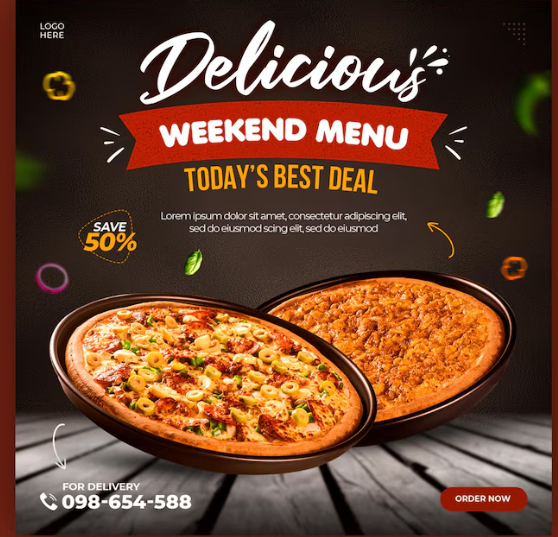 LOGO
HERE
Delicious
WEEKEND MENU
TODAY'S BEST DEAL
Lorem ipsum dolor sit amet, consectetur adipiscing elit,
sed do eiusmod scing elit, sed do eiusmod
SAVE
50%
FOR DELIVERY
098-654-588
ORDER NOW